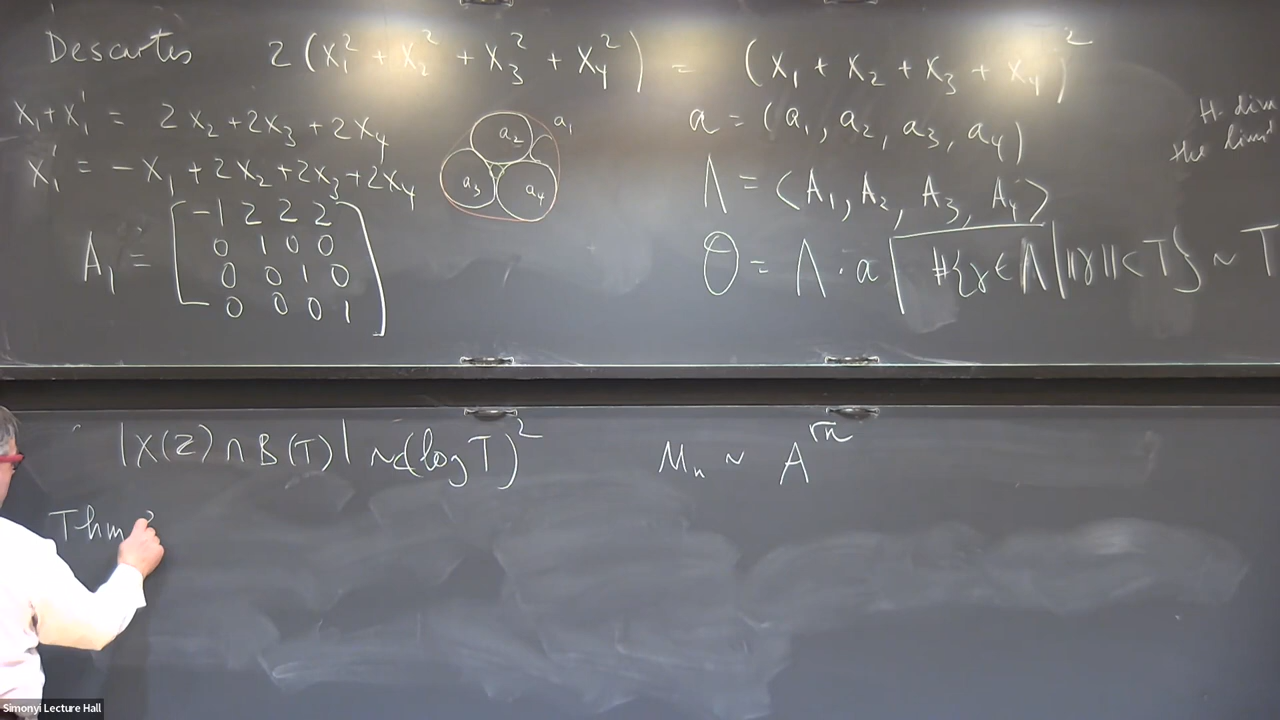 Descartes 2(x₁² + x₂² + x₃² + x₄²) = (x₁ + x₂ + x₃ + x₄)²
x₁+x₁' = 2x₂+2x₃+2x₄
x₁' = -x₁+2x₂+2x₃+2x₄
A₁ = [-1 2 2 2
0 1 0 0
0 0 1 0
0 0 0 1]
a₂ a₁
a₃ a₄
a = (a₁, a₂, a₃, a₄)
Λ = <A₁, A₂, A₃, A₄>
Θ = Λ · a #{γ∈Λ | ||γ||<T} ~ T
H. dim
the limit
|X(Z) ∩ B(T)| ~ c(log T)² Mₙ ~ A^√n
Thm
Simonyi Lecture Hall